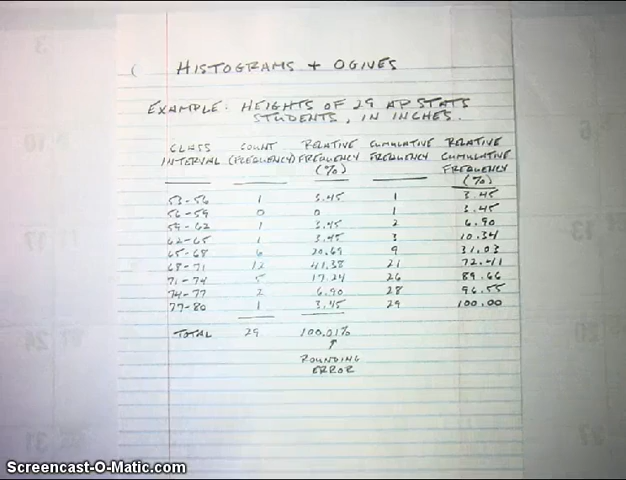 HISTOGRAMS + OGIVES
EXAMPLE: HEIGHTS OF 29 AP STATS
STUDENTS, IN INCHES.
CLASS COUNT RELATIVE CUMULATIVE RELATIVE
INTERVAL (FREQUENCY) FREQUENCY FREQUENCY CUMULATIVE
(%) FREQUENCY
(%)
53-56 1 3.45 1 3.45
56-59 0 0 1 3.45
59-62 1 3.45 2 6.90
62-65 1 3.45 3 10.34
65-68 6 20.69 9 31.03
68-71 12 41.38 21 72.41
71-74 5 17.24 26 89.66
74-77 2 6.90 28 96.55
77-80 1 3.45 29 100.00
TOTAL 29 100.01%
ROUNDING
ERROR
Screencast-O-Matic.com